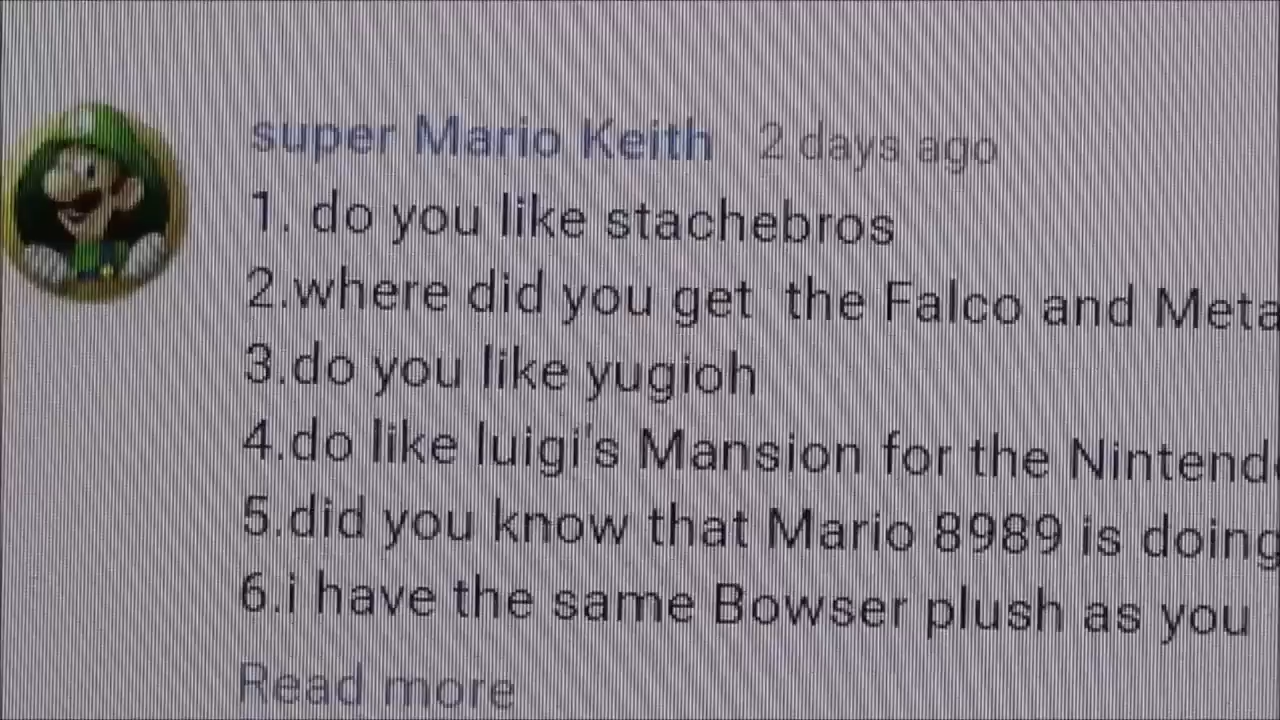 super Mario Keith 2 days ago
1. do you like stachebros
2.where did you get the Falco and Meta
3.do you like yugioh
4.do like luigi's Mansion for the Nintend
5.did you know that Mario 8989 is doing
6.i have the same Bowser plush as you
Read more